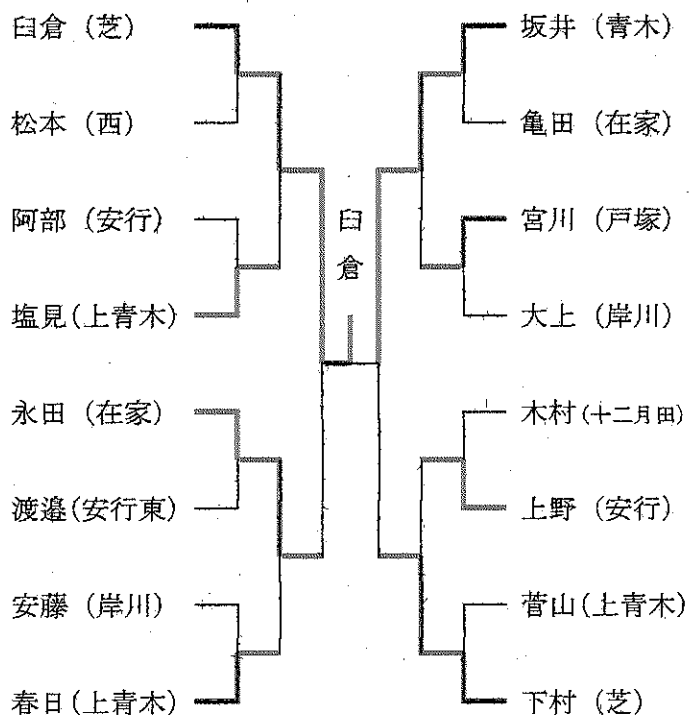 臼倉（芝）
松本（西）
阿部（安行）
塩見（上青木）
永田（在家）
渡邉（安行東）
安藤（岸川）
春日（上青木）
臼倉
坂井（青木）
亀田（在家）
宮川（戸塚）
大上（岸川）
木村（十二月田）
上野（安行）
菅山（上青木）
下村（芝）